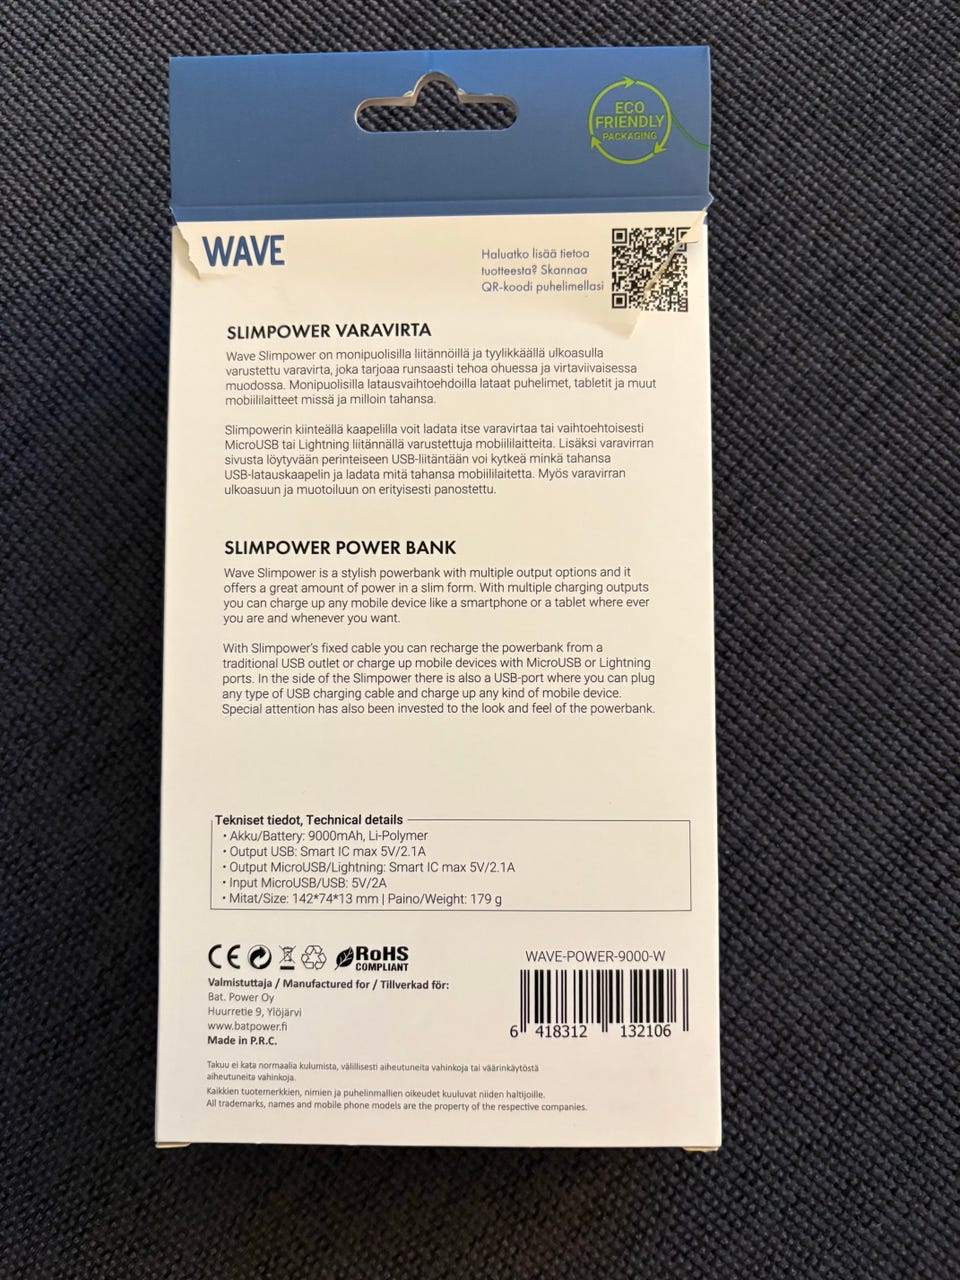 ECO
FRIENDLY
PACKAGING
WAVE
Haluatko lisää tietoa
tuotteesta? Skannaa
QR-koodi puhelimellasi
SLIMPOWER VARAVIRTA
Wave Slimpower on monipuolisilla liitännöillä ja tyylikkäällä ulkoasulla
varustettu varavirta, joka tarjoaa runsaasti tehoa ohuessa ja virtaviivaisessa
muodossa. Monipuolisilla latausvaihtoehdoilla lataat puhelimet, tabletit ja muut
mobiililaitteet missä ja milloin tahansa.
Slimpowerin kiinteällä kaapelilla voit ladata itse varavirtaa tai vaihtoehtoisesti
MicroUSB tai Lightning liitännällä varustettuja mobiililaitteita. Lisäksi varavirran
sivusta löytyvään perinteiseen USB-liitäntään voi kytkeä minkä tahansa
USB-latauskaapelin ja ladata mitä tahansa mobiililaitetta. Myös varavirran
ulkoasuun ja muotoiluun on erityisesti panostettu.
SLIMPOWER POWER BANK
Wave Slimpower is a stylish powerbank with multiple output options and it
offers a great amount of power in a slim form. With multiple charging outputs
you can charge up any mobile device like a smartphone or a tablet where ever
you are and whenever you want.
With Slimpower's fixed cable you can recharge the powerbank from a
traditional USB outlet or charge up mobile devices with MicroUSB or Lightning
ports. In the side of the Slimpower there is also a USB-port where you can plug
any type of USB charging cable and charge up any kind of mobile device.
Special attention has also been invested to the look and feel of the powerbank.
Tekniset tiedot, Technical details
• Akku/Battery: 9000mAh, Li-Polymer
• Output USB: Smart IC max 5V/2.1A
• Output MicroUSB/Lightning: Smart IC max 5V/2.1A
• Input MicroUSB/USB: 5V/2A
• Mitat/Size: 142*74*13 mm | Paino/Weight: 179 g
CE RoHS
COMPLIANT
WAVE-POWER-9000-W
6 418312 132106
Valmistuttaja / Manufactured for / Tillverkad för:
Bat. Power Oy
Huurretie 9, Ylöjärvi
www.batpower.fi
Made in P.R.C.
Takuu ei kata normaalia kulumista, välillisesti aiheutuneita vahinkoja tai väärinkäytöstä
aiheutuneita vahinkoja.
Kaikkien tuotemerkkien, nimien ja puhelinmallien oikeudet kuuluvat niiden haltijoille.
All trademarks, names and mobile phone models are the property of the respective companies.